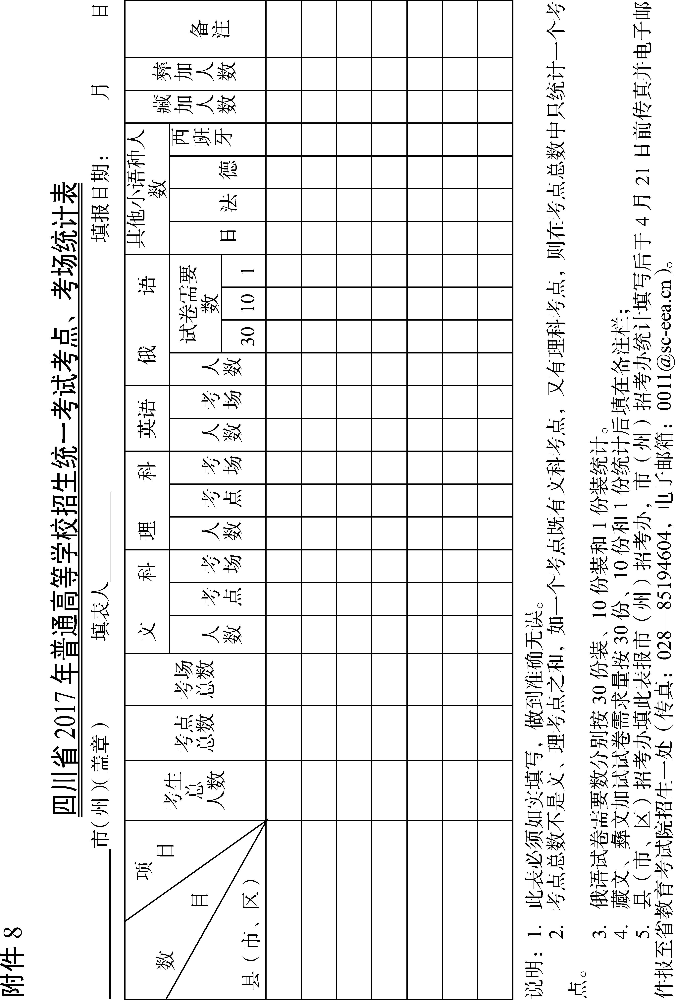 附件 8
四川省 2017 年普通高等学校招生统一考试考点、考场统计表
市(州)(盖章) 填表人 填报日期: 月 日
项目
数目
县（市、区）
考生总人数
考点总数
考场总数
文 科
人数 考点 考场
理 科
人数 考点 考场
英语
人数 考场
俄 语
人数
试卷需要数
30 10 1
其他小语种人数
日 法 德 西班牙
藏加人数
彝加人数
备注
说明：1. 此表必须如实填写，做到准确无误。
2. 考点总数不是文、理考点之和，如一个考点既有文科考点，又有理科考点，则在考点总数中只统计一个考
点。
3. 俄语试卷需要数分别按 30 份装、10 份装和 1 份装统计。
4. 藏文、彝文加试试卷需求量按 30 份、10 份和 1 份统计后填在备注栏；
5. 县（市、区）招考办填此表报市（州）招考办，市（州）招考办统计填写后于 4 月 21 日前传真并电子邮
件报至省教育考试院招生一处（传真：028—85194604，电子邮箱：0011@sc-eea.cn）。